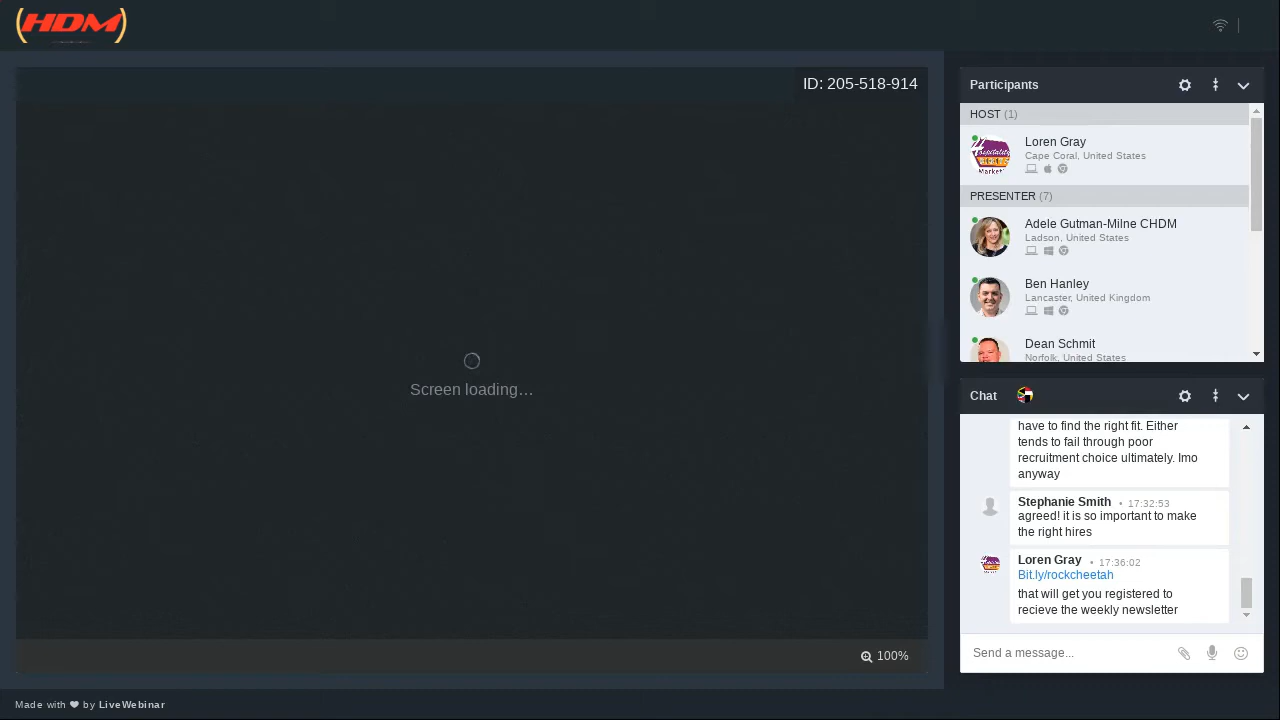 (HDM)
ID: 205-518-914
Screen loading…
100%
Made with ❤ by LiveWebinar
Participants
HOST (1)
Loren Gray
Cape Coral, United States
PRESENTER (7)
Adele Gutman-Milne CHDM
Ladson, United States
Ben Hanley
Lancaster, United Kingdom
Dean Schmit
Norfolk, United States
Chat
have to find the right fit. Either
tends to fail through poor
recruitment choice ultimately. Imo
anyway
Stephanie Smith • 17:32:53
agreed! it is so important to make
the right hires
Loren Gray • 17:36:02
Bit.ly/rockcheetah
that will get you registered to
recieve the weekly newsletter
Send a message...